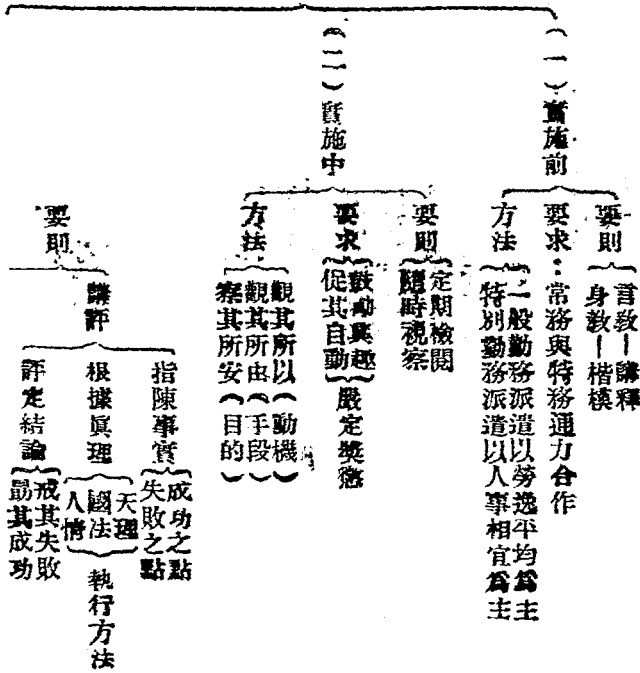 (一)實施前
要則
言教—講釋
身教—楷模
要求：常務與特務通力合作
方法
一般勤務派遣以勞逸平均爲主
特別勤務派遣以人事相宜爲主
(二)實施中
要則
定期檢閱
隨時視察
要求
鼓動興趣
促其自動
嚴定獎懲
方法
觀其所以(動機)
觀其所由(手段)
察其所安(目的)
要則
講評
指陳事實
成功之點
失敗之點
根據眞理
天理
國法
人情
執行方法
評定結論
戒其失敗
勗其成功